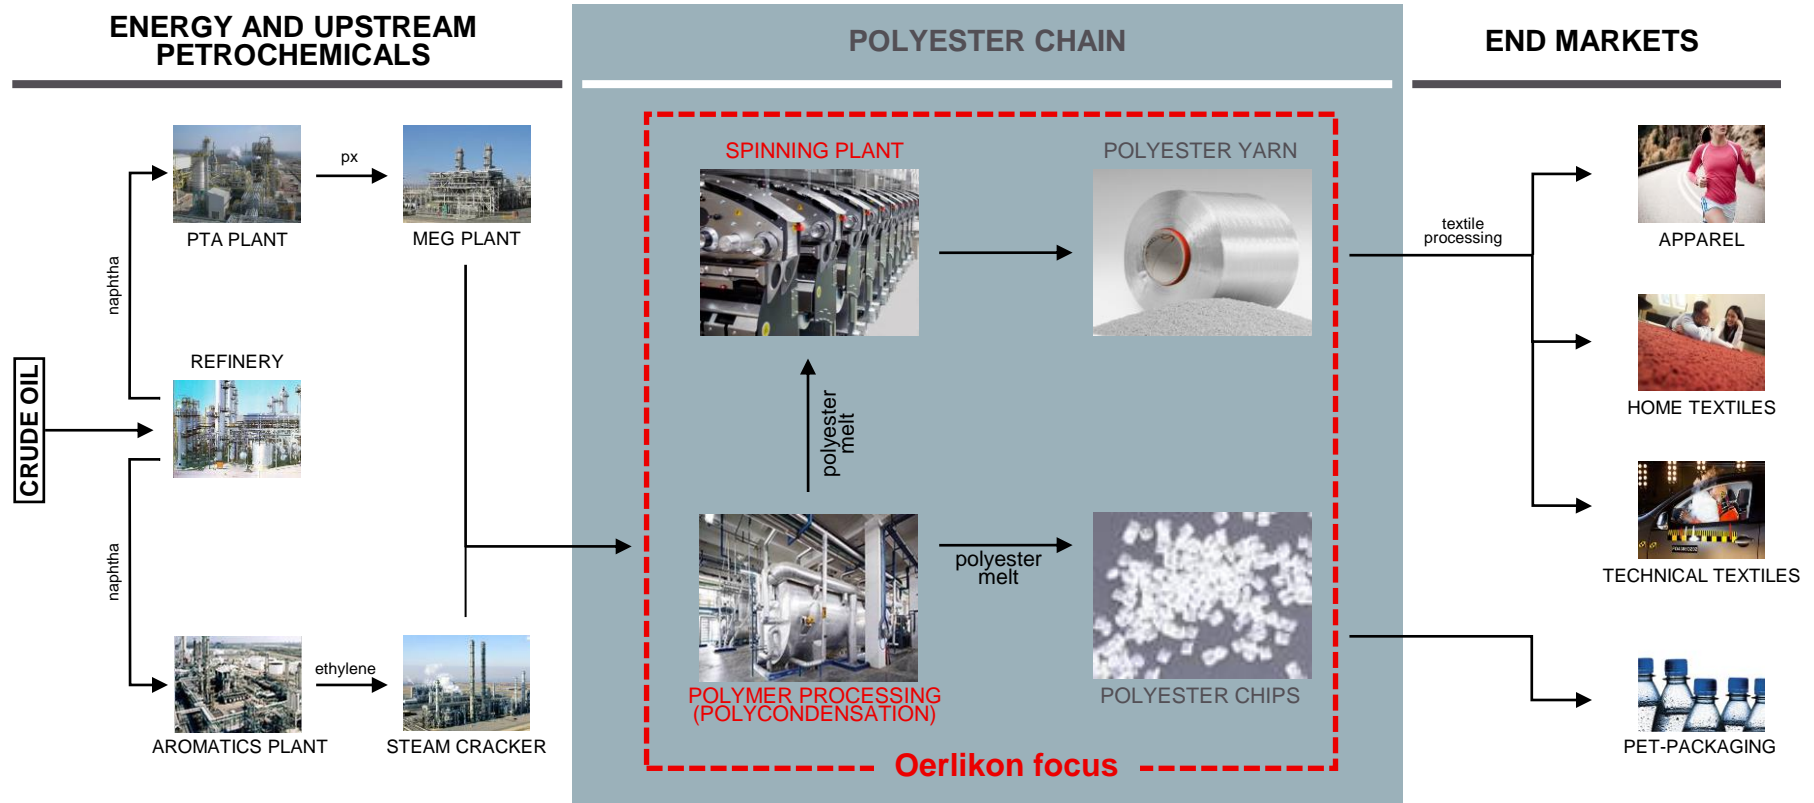 ENERGY AND UPSTREAM
PETROCHEMICALS
POLYESTER CHAIN
END MARKETS
px
PTA PLANT
MEG PLANT
naphtha
REFINERY
CRUDE OIL
naphtha
ethylene
AROMATICS PLANT
STEAM CRACKER
SPINNING PLANT
POLYESTER YARN
polyester
melt
polyester
melt
POLYMER PROCESSING
(POLYCONDENSATION)
POLYESTER CHIPS
Oerlikon focus
textile
processing
APPAREL
HOME TEXTILES
TECHNICAL TEXTILES
PET-PACKAGING